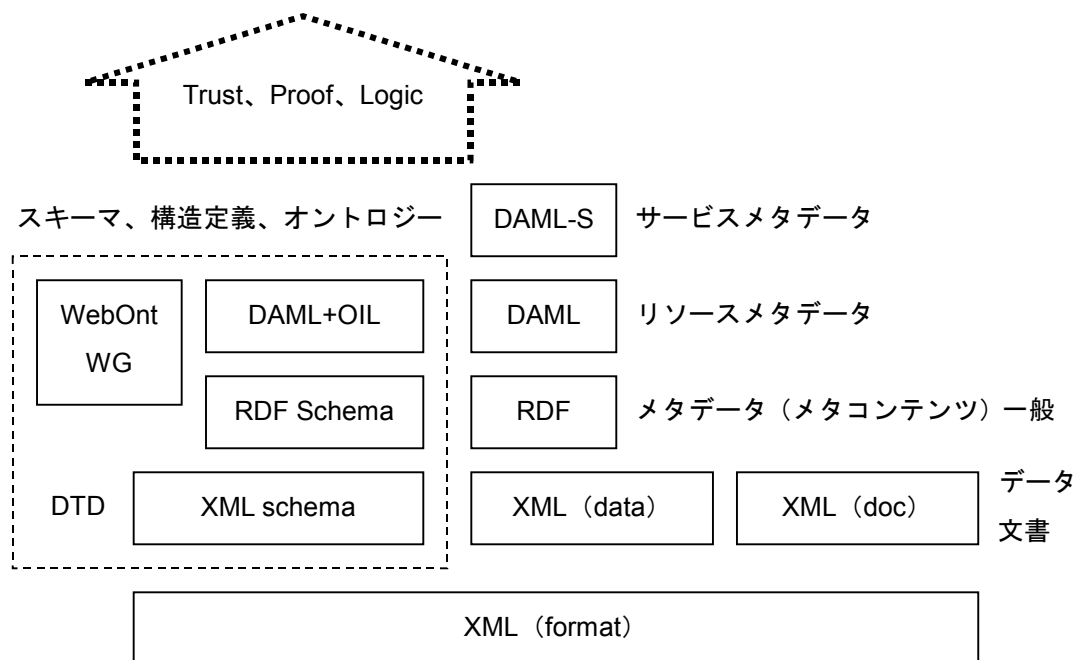 Trust、Proof、Logic
スキーマ、構造定義、オントロジー
DAML-S
サービスメタデータ
WebOnt
WG
DAML+OIL
DAML
リソースメタデータ
RDF Schema
RDF
メタデータ（メタコンテンツ）一般
DTD
XML schema
XML（data）
XML（doc）
データ
文書
XML（format）